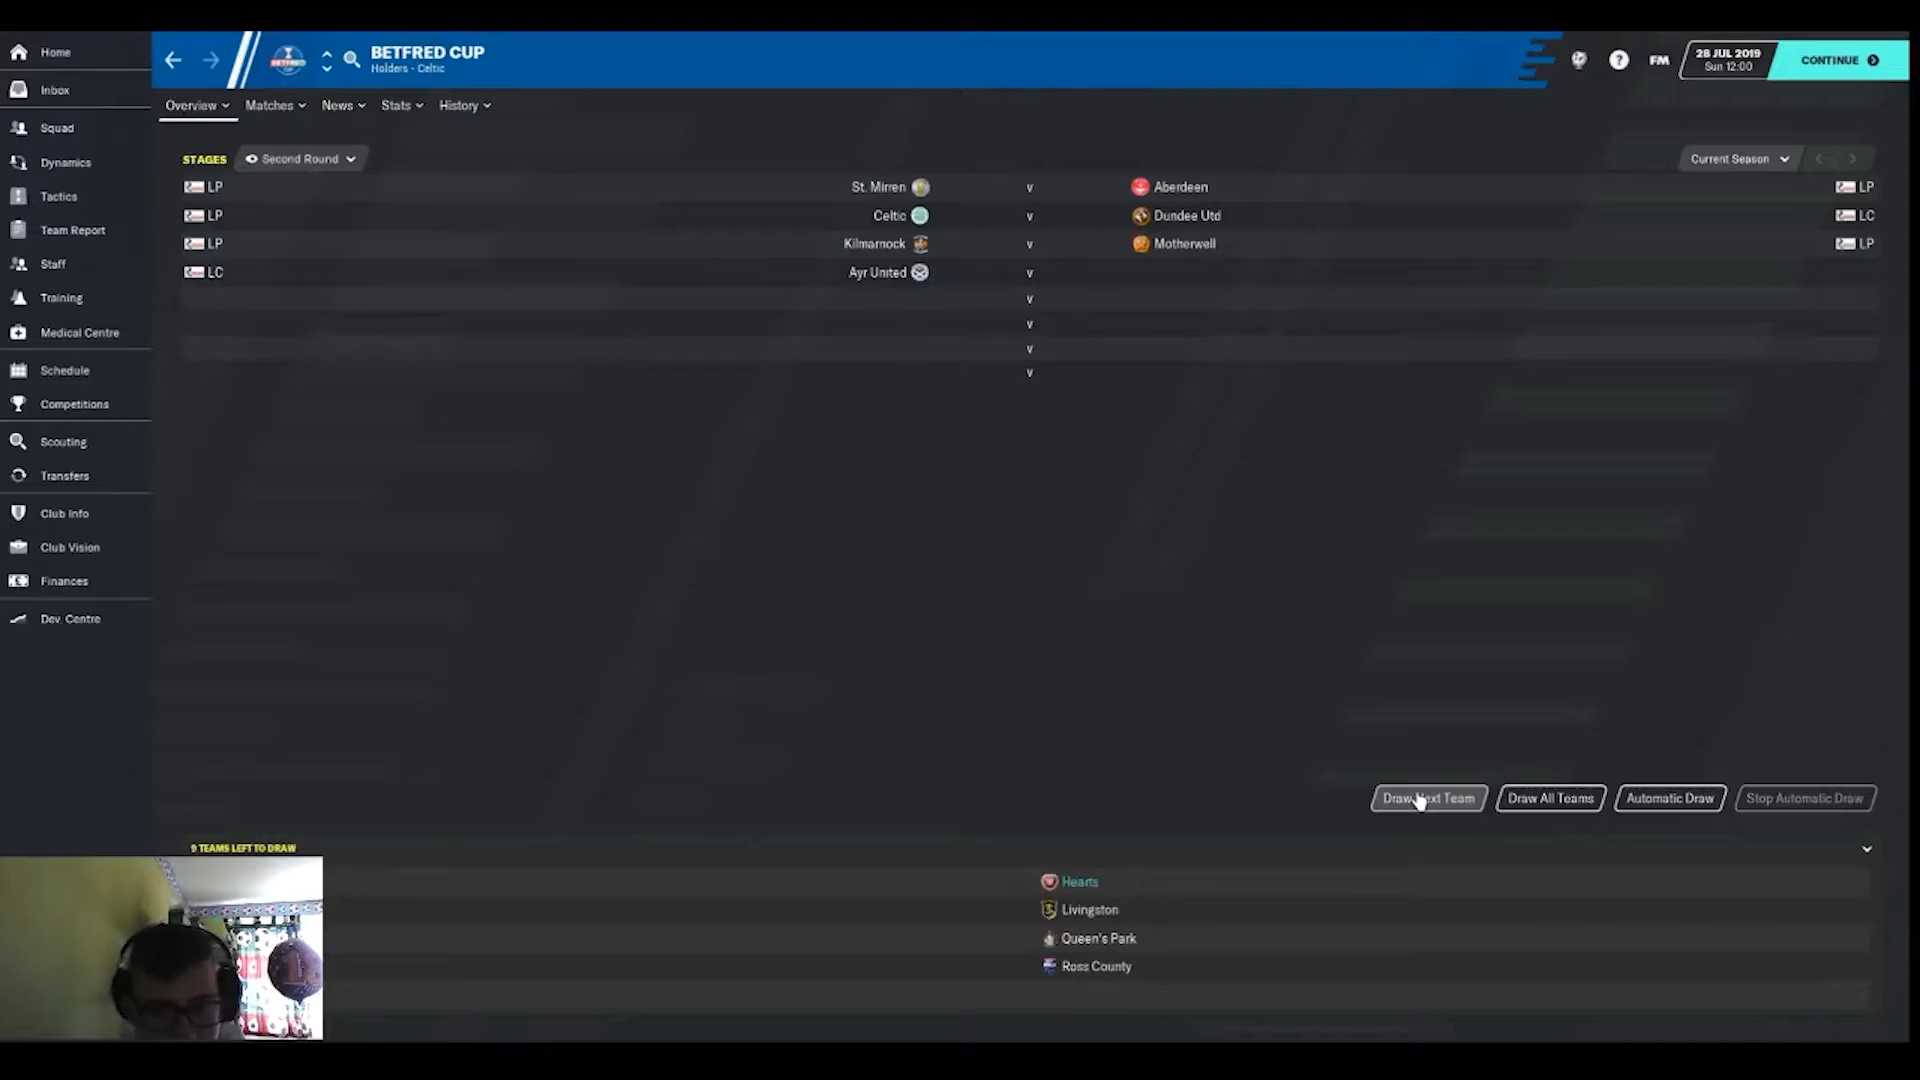 Home
Inbox
Squad
Dynamics
Tactics
Team Report
Staff
Training
Medical Centre
Schedule
Competitions
Scouting
Transfers
Club Info
Club Vision
Finances
Dev. Centre
BETFRED CUP
Holders - Celtic
FM
28 JUL 2019
Sun 12:00
CONTINUE
Overview Matches News Stats History
STAGES Second Round Current Season
LP St. Mirren v Aberdeen LP
LP Celtic v Dundee Utd LC
LP Kilmarnock v Motherwell LP
LC Ayr United v
v
v
v
v
Draw Next Team Draw All Teams Automatic Draw Stop Automatic Draw
9 TEAMS LEFT TO DRAW
Hearts
Livingston
Queen's Park
Ross County